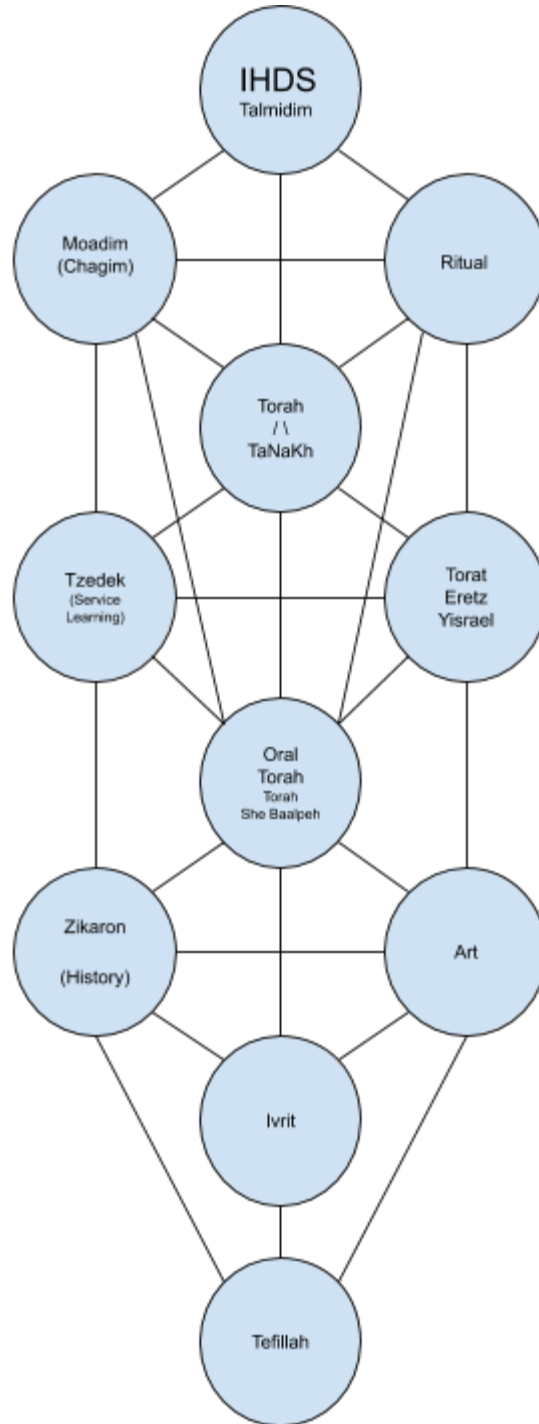 IHDS
Talmidim
Moadim
(Chagim)
Ritual
Torah
/ \
TaNaKh
Tzedek
(Service
Learning)
Torat
Eretz
Yisrael
Oral
Torah
Torah
She Baalpeh
Zikaron
(History)
Art
Ivrit
Tefillah